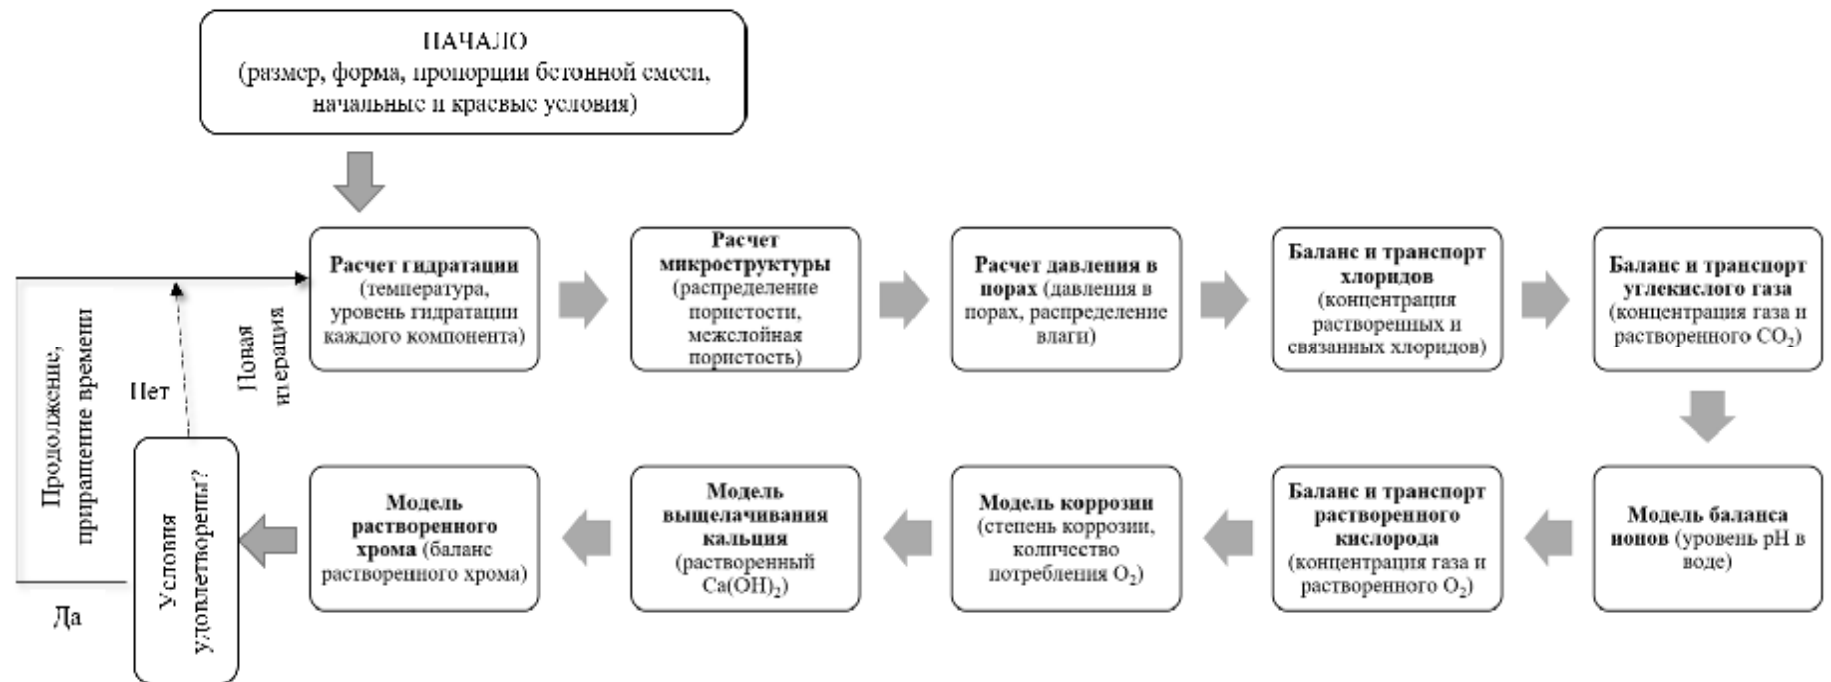 НАЧАЛО
(размер, форма, пропорции бетонной смеси,
начальные и краевые условия)
Расчет гидратации
(температура,
уровень гидратации
каждого компонента)
Расчет
микроструктуры
(распределение
пористости,
межслойная
пористость)
Расчет давления в
порах (давления в
порах, распределение
влаги)
Баланс и транспорт
хлоридов
(концентрация
растворенных и
связанных хлоридов)
Баланс и транспорт
углекислого газа
(концентрация газа и
растворенного CO₂)
Продолжение,
приращение времени
Нет
Новая
итерация
Да
Условия
удовлетворены?
Модель
растворенного
хрома (баланс
растворенного хрома)
Модель
выщелачивания
кальция
(растворенный
Ca(OH)₂)
Модель коррозии
(степень коррозии,
количество
потребления O₂)
Баланс и транспорт
растворенного
кислорода
(концентрация газа и
растворенного O₂)
Модель баланса
ионов (уровень pH в
воде)